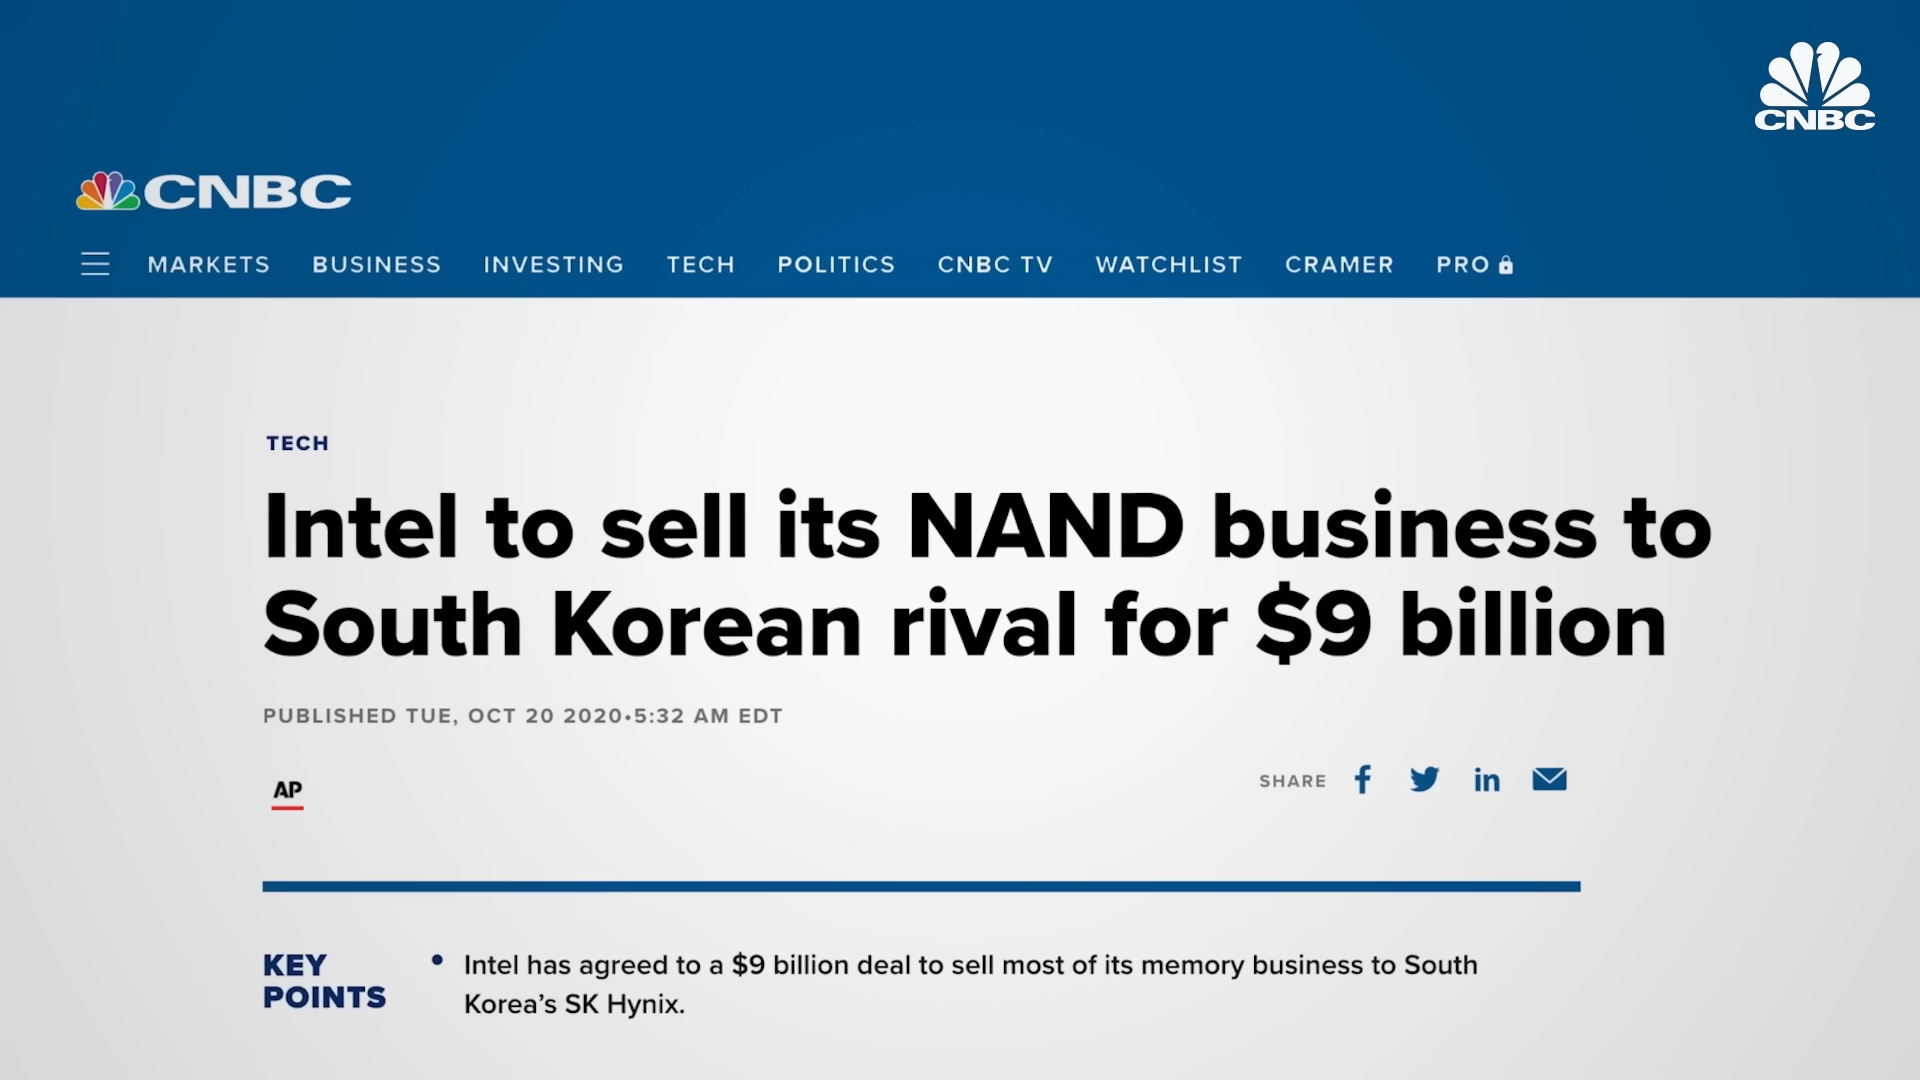 CNBC
CNBC
MARKETS BUSINESS INVESTING TECH POLITICS CNBC TV WATCHLIST CRAMER PRO
TECH
Intel to sell its NAND business to
South Korean rival for $9 billion
PUBLISHED TUE, OCT 20 2020•5:32 AM EDT
AP
SHARE f in
KEY POINTS
• Intel has agreed to a $9 billion deal to sell most of its memory business to South
Korea’s SK Hynix.